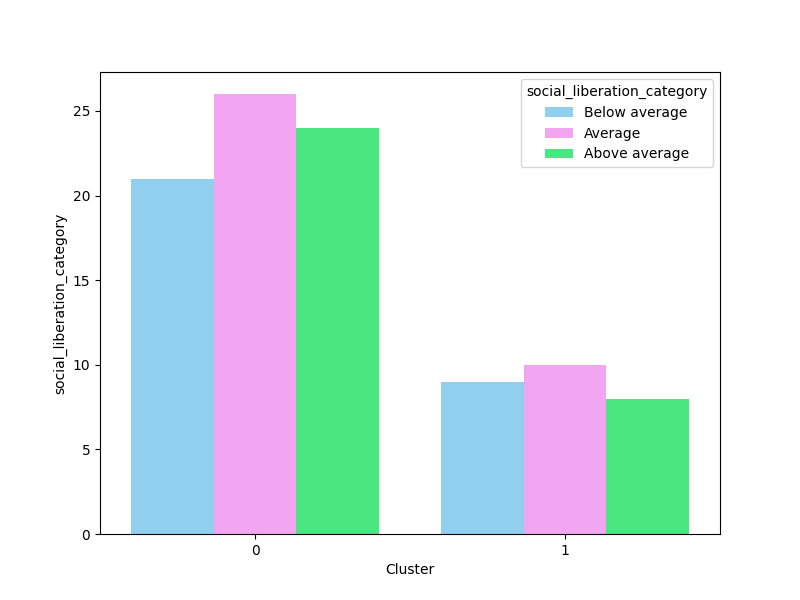 social_liberation_category
Below average
Average
Above average
25
20
15
10
5
0
social_liberation_category
0 1
Cluster